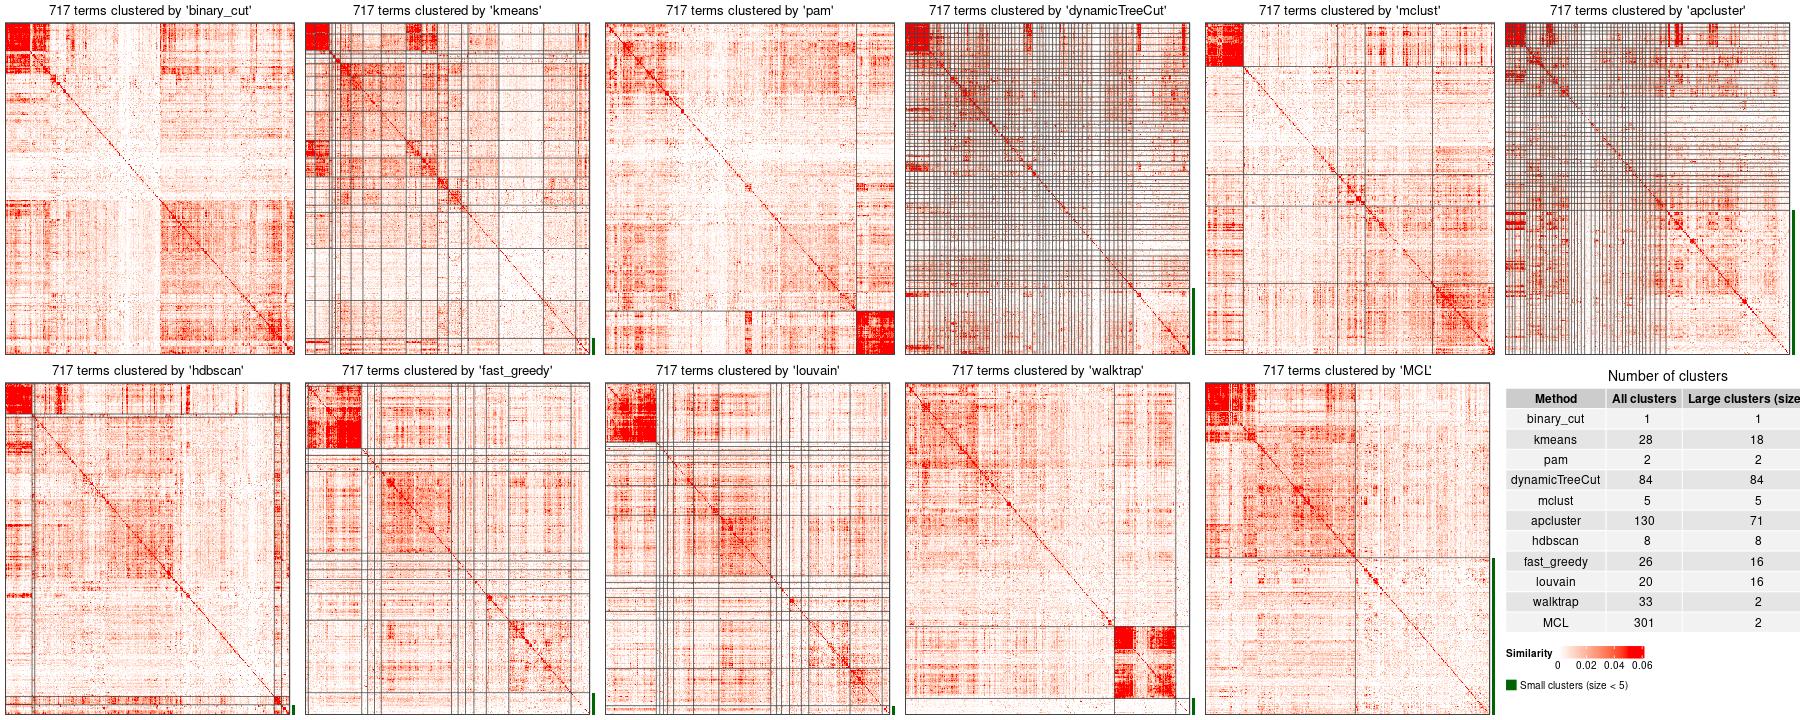 717 terms clustered by 'binary_cut'
717 terms clustered by 'kmeans'
717 terms clustered by 'pam'
717 terms clustered by 'dynamicTreeCut'
717 terms clustered by 'mclust'
717 terms clustered by 'apcluster'
717 terms clustered by 'hdbscan'
717 terms clustered by 'fast_greedy'
717 terms clustered by 'louvain'
717 terms clustered by 'walktrap'
717 terms clustered by 'MCL'
Number of clusters
Method All clusters Large clusters (size
binary_cut 1 1
kmeans 28 18
pam 2 2
dynamicTreeCut 84 84
mclust 5 5
apcluster 130 71
hdbscan 8 8
fast_greedy 26 16
louvain 20 16
walktrap 33 2
MCL 301 2
Similarity
0 0.02 0.04 0.06
Small clusters (size < 5)